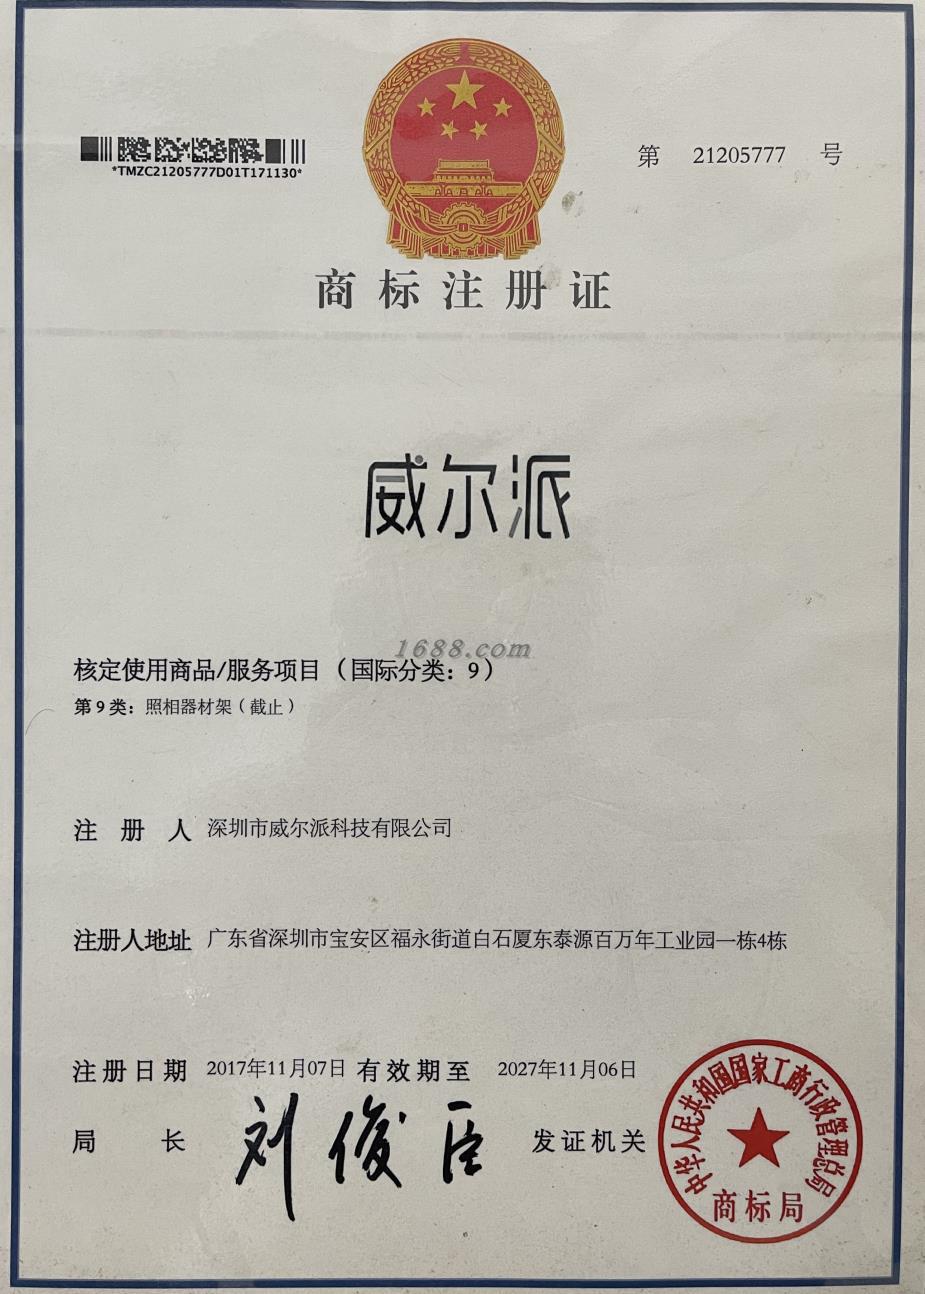 *TMZC21205777D01T171130*
第 21205777 号
商标注册证
威尔派
1688.com
核定使用商品/服务项目（国际分类：9）
第9类：照相器材架（截止）
注册人 深圳市威尔派科技有限公司
注册人地址 广东省深圳市宝安区福永街道白石厦东泰源百万年工业园一栋4栋
注册日期 2017年11月07日 有效期至 2027年11月06日
局长 刘俊臣 发证机关
中华人民共和国国家工商行政管理总局
商标局